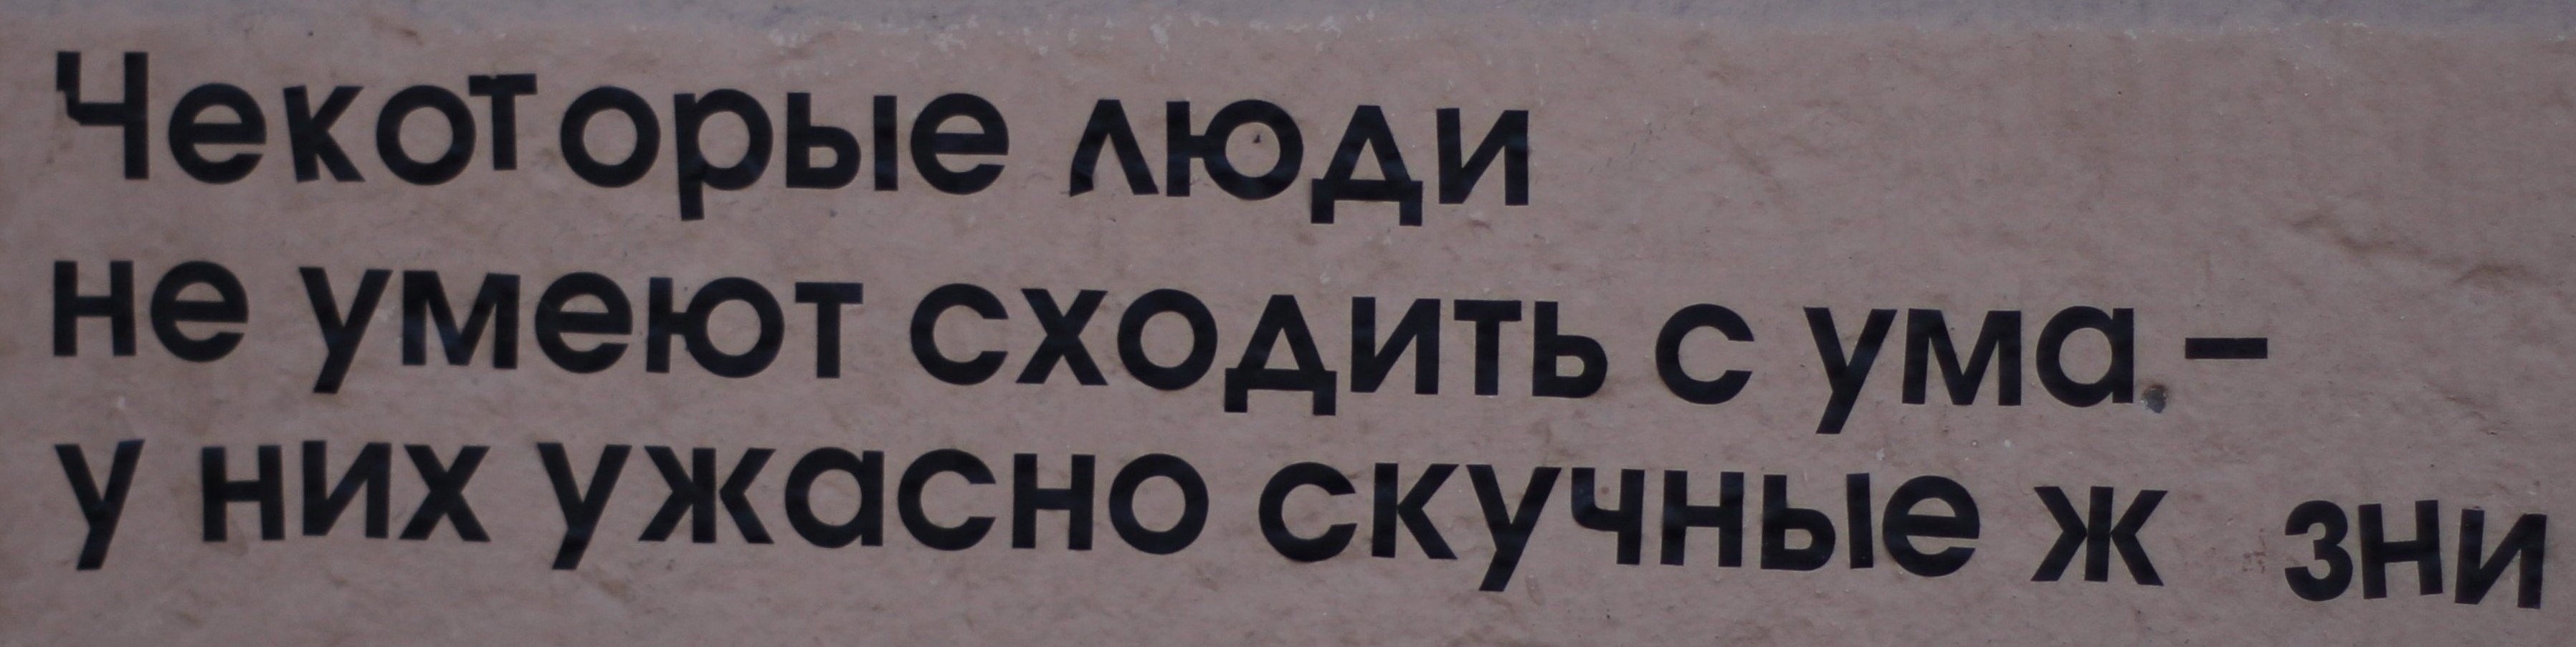 Чекоторые люди
не умеют сходить с ума –
у них ужасно скучные ж зни